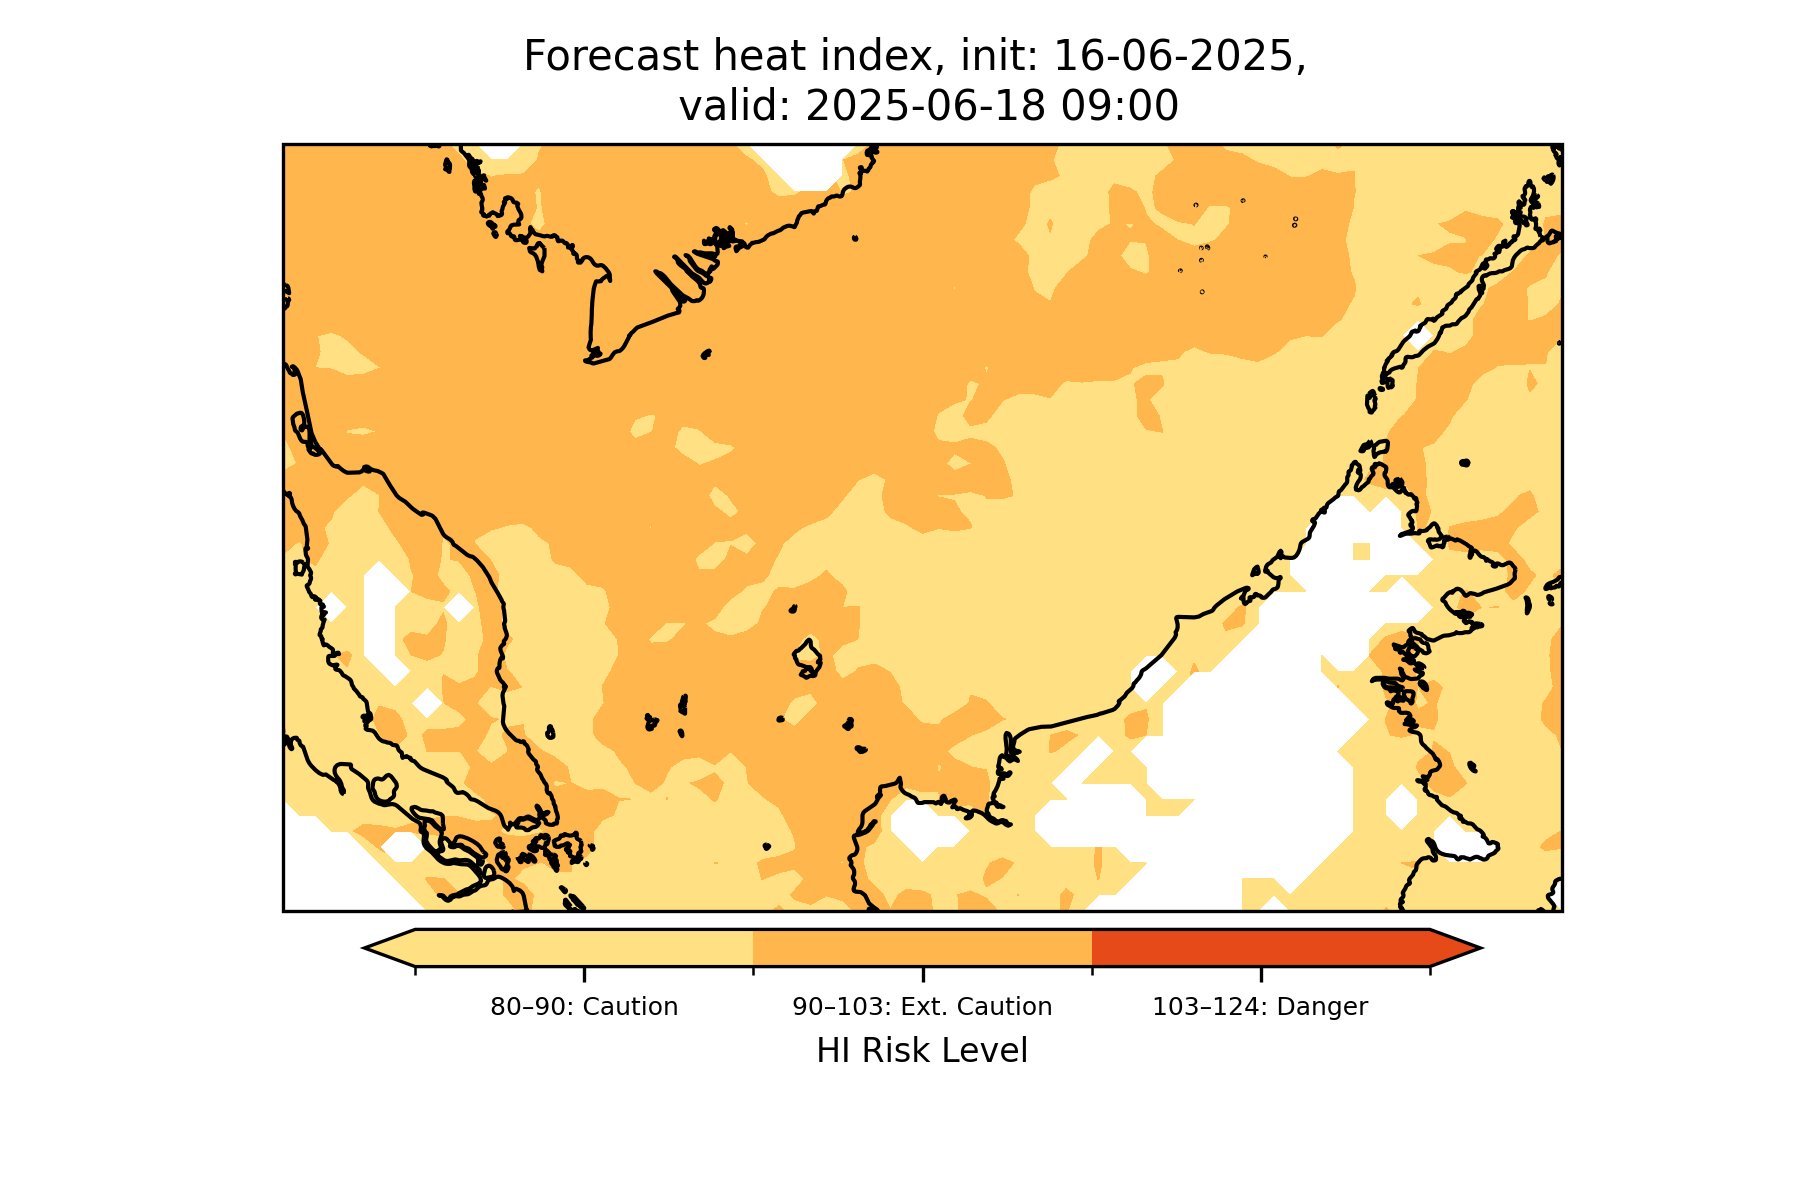 Forecast heat index, init: 16-06-2025,
valid: 2025-06-18 09:00
80–90: Caution
90–103: Ext. Caution
103–124: Danger
HI Risk Level